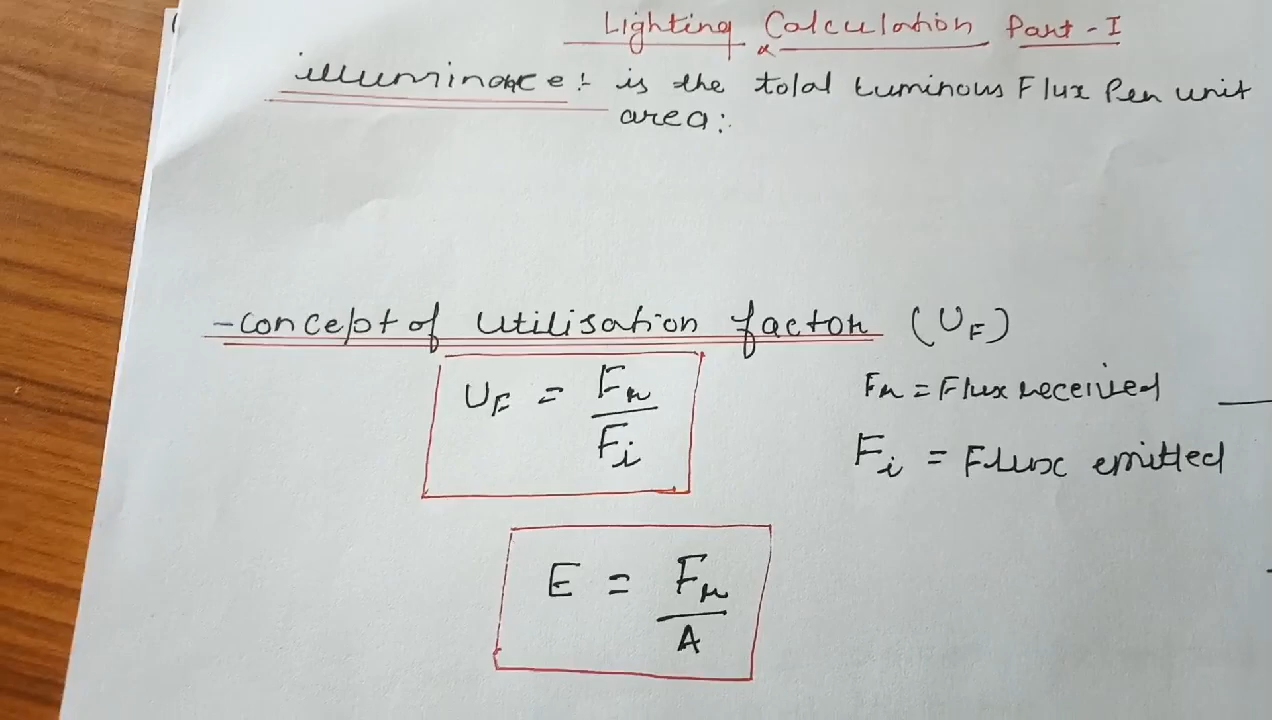 Lighting Calculation Part - I
illuminance :- is the total Luminous Flux Per unit
area :.
- concept of Utilisation factor (UF)
UF = Fr / Fi
Fr = Flux received
Fi = Flux emitted
E = Fr / A